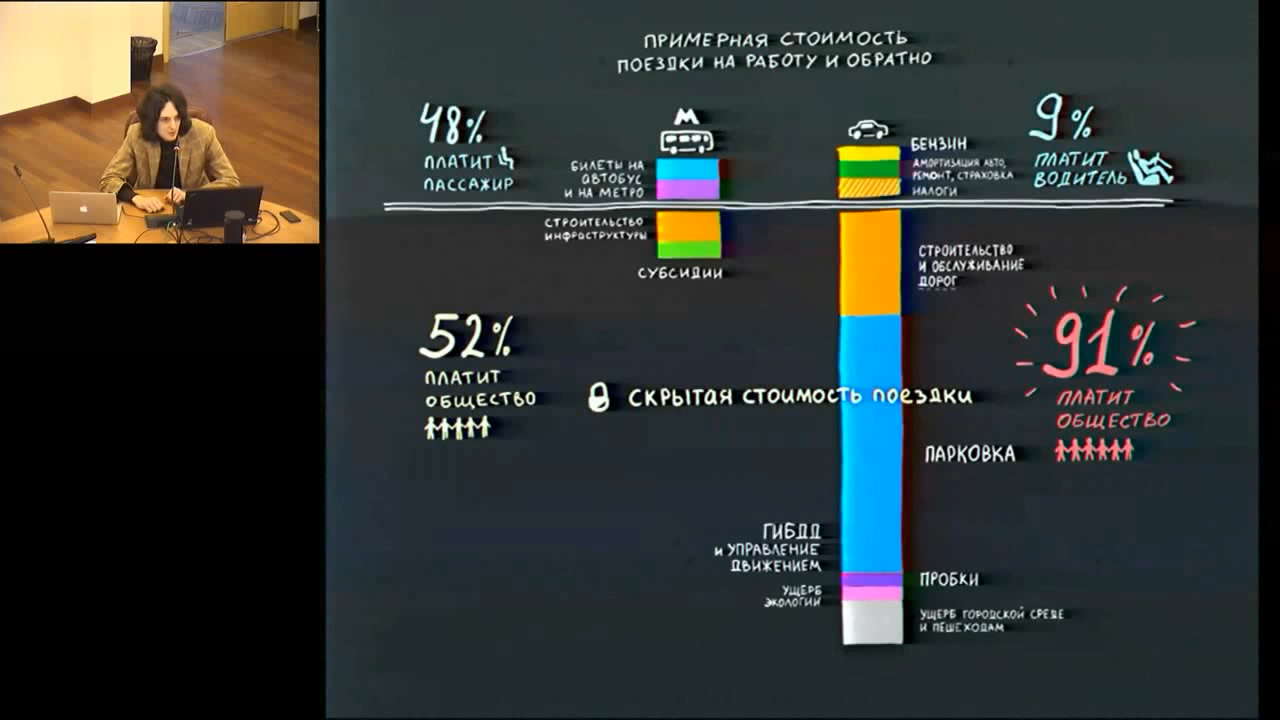 ПРИМЕРНАЯ СТОИМОСТЬ
ПОЕЗДКИ НА РАБОТУ И ОБРАТНО
48%
ПЛАТИТ
ПАССАЖИР
М
БИЛЕТЫ НА
АВТОБУС
И НА МЕТРО
БЕНЗИН
АМОРТИЗАЦИЯ АВТО,
РЕМОНТ, СТРАХОВКА
НАЛОГИ
9%
ПЛАТИТ
ВОДИТЕЛЬ
СТРОИТЕЛЬСТВО
ИНФРАСТРУКТУРЫ
СУБСИДИИ
СТРОИТЕЛЬСТВО
И ОБСЛУЖИВАНИЕ
ДОРОГ
52%
ПЛАТИТ
ОБЩЕСТВО
СКРЫТАЯ СТОИМОСТЬ ПОЕЗДКИ
91%
ПЛАТИТ
ОБЩЕСТВО
ПАРКОВКА
ГИБДД
И УПРАВЛЕНИЕ
ДВИЖЕНИЕМ
ПРОБКИ
УЩЕРБ
ЭКОЛОГИИ
УЩЕРБ ГОРОДСКОЙ СРЕДЕ
И ПЕШЕХОДАМ